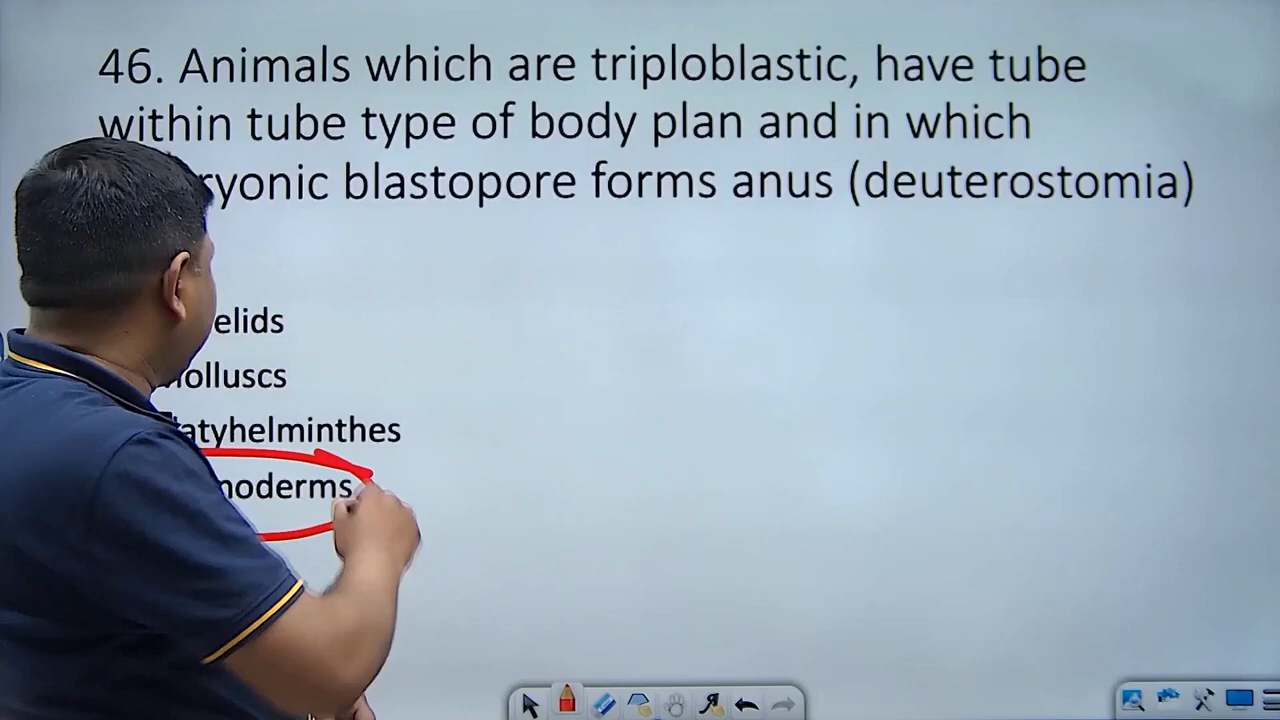 46. Animals which are triploblastic, have tube
within tube type of body plan and in which
ryonic blastopore forms anus (deuterostomia)
elids
olluscs
atyhelminthes
noderms